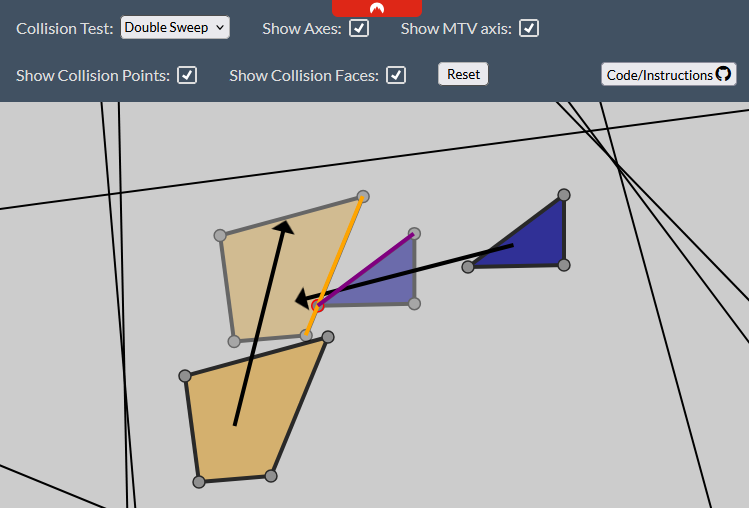 Collision Test: Double Sweep Show Axes: Show MTV axis:
Show Collision Points: Show Collision Faces: Reset Code/Instructions